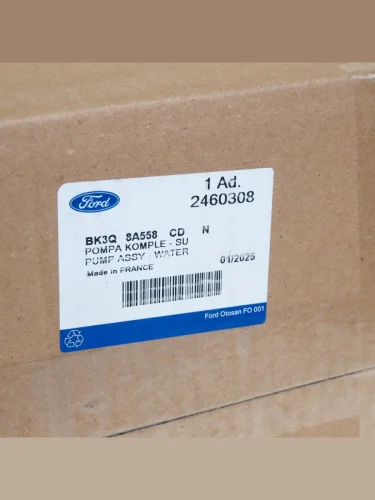 Ford
1 Ad.
2460308
BK3Q 8A558 CD N
POMPA KOMPLE - SU
PUMP ASSY - WATER
Made in FRANCE
01/2025
Ford Otosan FO 001